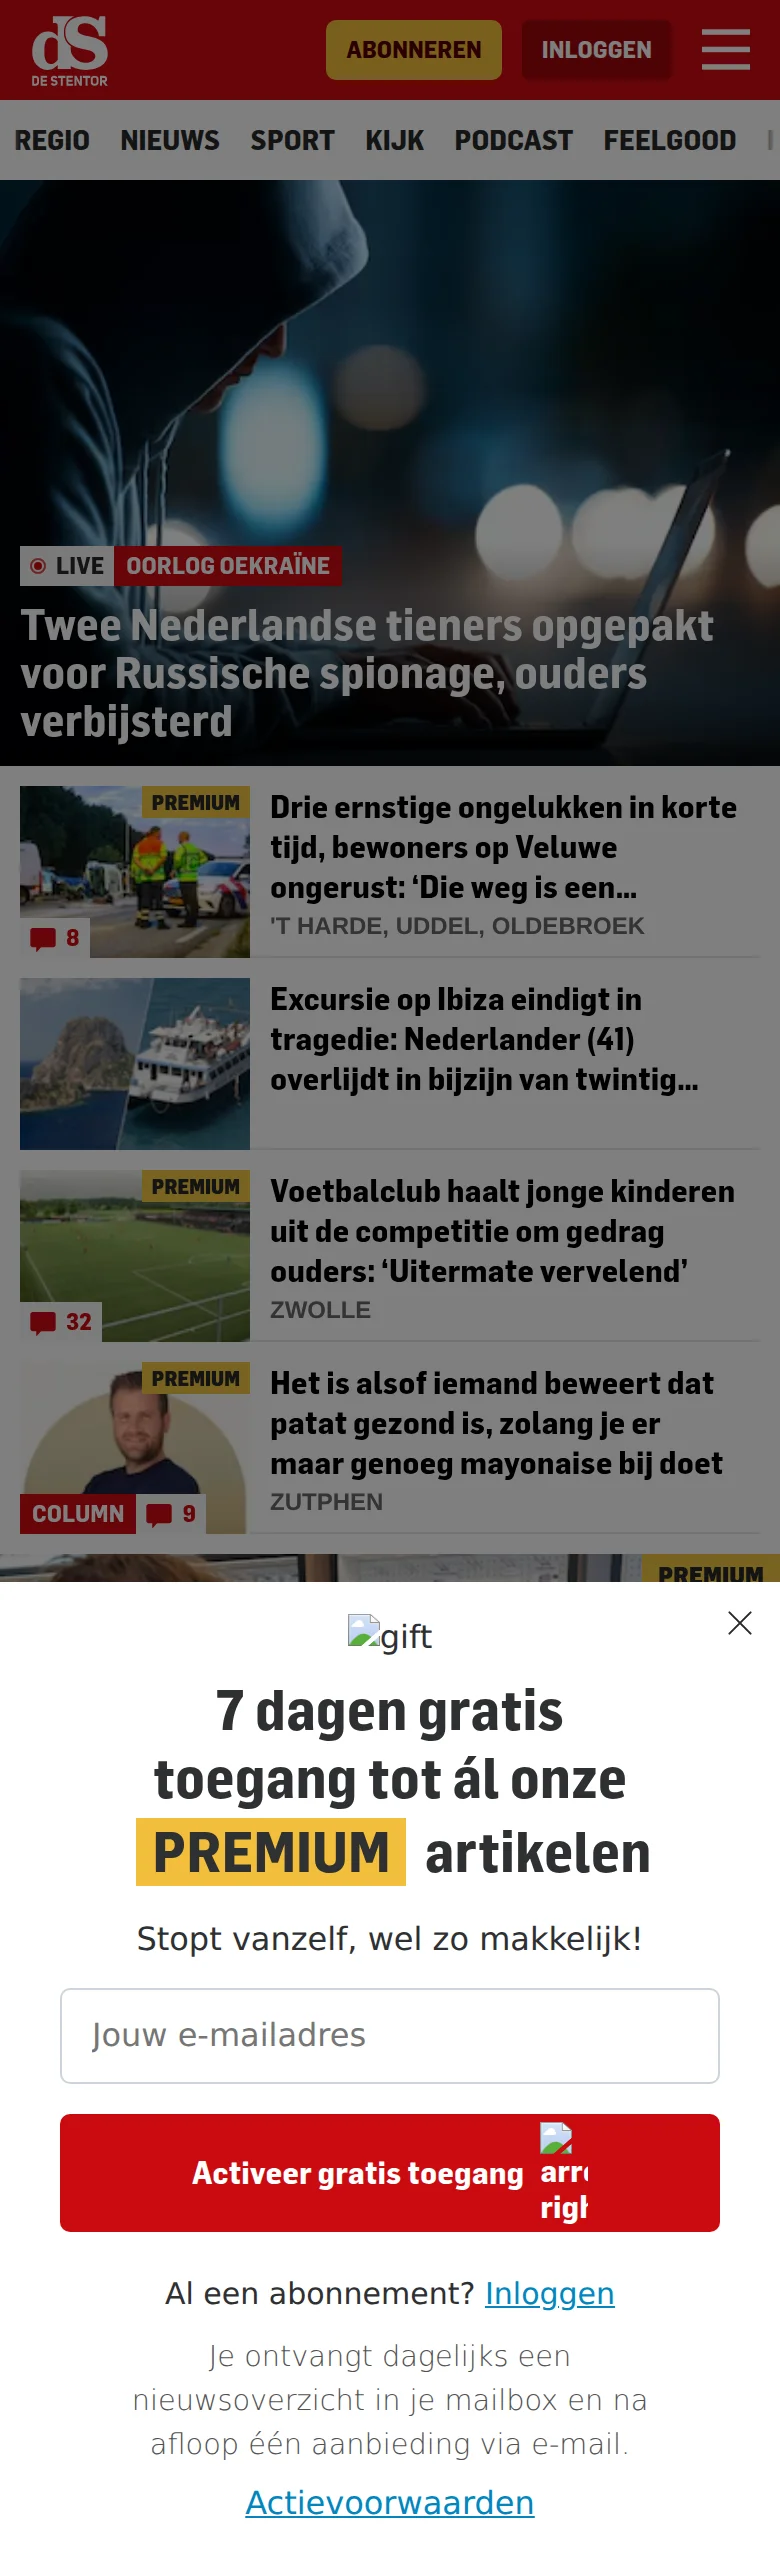 dS
DE STENTOR
ABONNEREN
INLOGGEN
REGIO NIEUWS SPORT KIJK PODCAST FEELGOOD
LIVE OORLOG OEKRAÏNE
Twee Nederlandse tieners opgepakt
voor Russische spionage, ouders
verbijsterd
PREMIUM
8
Drie ernstige ongelukken in korte
tijd, bewoners op Veluwe
ongerust: ‘Die weg is een...
'T HARDE, UDDEL, OLDEBROEK
Excursie op Ibiza eindigt in
tragedie: Nederlander (41)
overlijdt in bijzijn van twintig...
PREMIUM
32
Voetbalclub haalt jonge kinderen
uit de competitie om gedrag
ouders: ‘Uitermate vervelend’
ZWOLLE
PREMIUM
COLUMN 9
Het is alsof iemand beweert dat
patat gezond is, zolang je er
maar genoeg mayonaise bij doet
ZUTPHEN
PREMIUM
gift
7 dagen gratis
toegang tot ál onze
PREMIUM artikelen
Stopt vanzelf, wel zo makkelijk!
Jouw e-mailadres
Activeer gratis toegang
Al een abonnement? Inloggen
Je ontvangt dagelijks een
nieuwsoverzicht in je mailbox en na
afloop één aanbieding via e-mail.
Actievoorwaarden